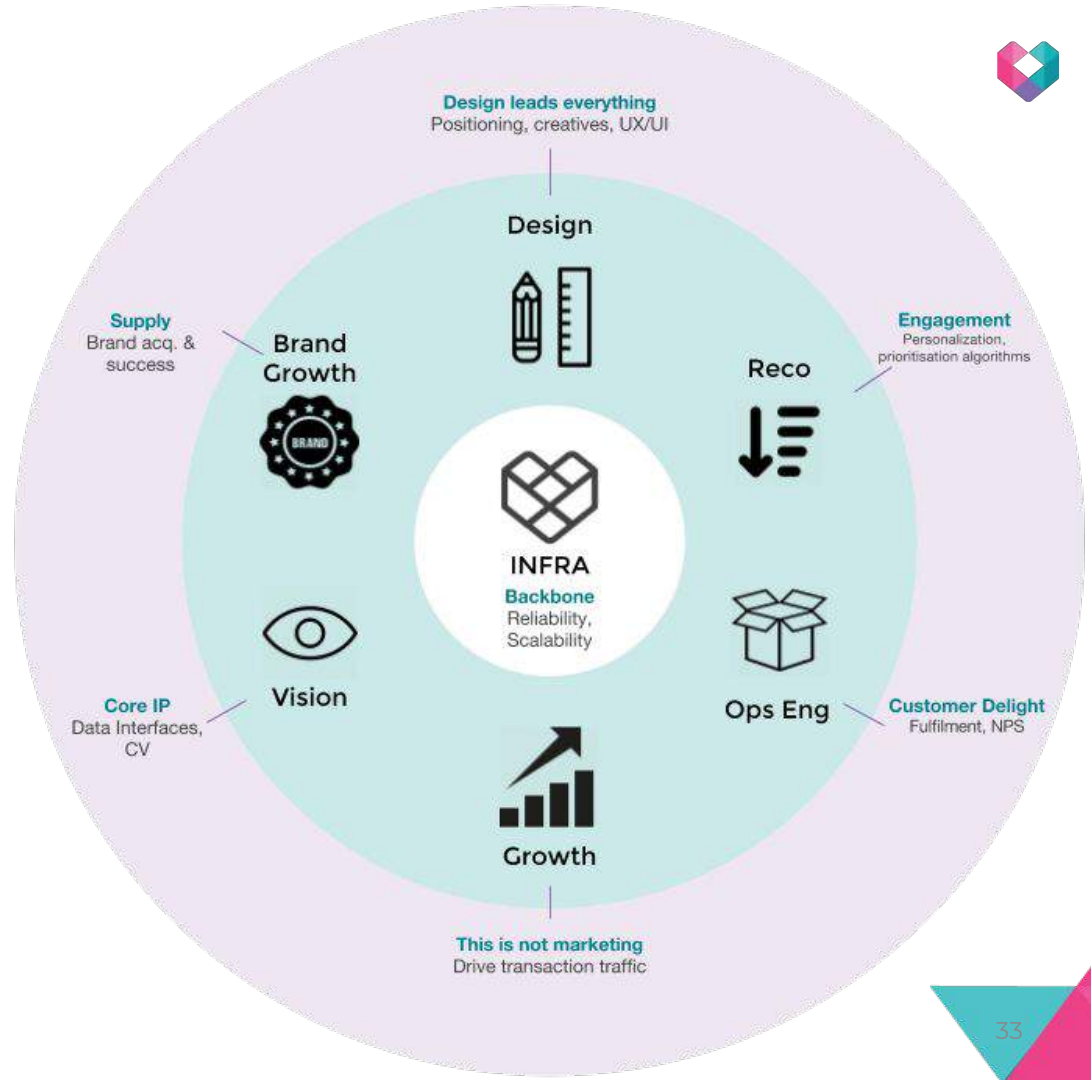 Design leads everything
Positioning, creatives, UX/UI
Design
Supply
Brand acq. &
success
Brand
Growth
BRAND
Engagement
Personalization,
prioritisation algorithms
Reco
INFRA
Backbone
Reliability,
Scalability
Vision
Core IP
Data Interfaces,
CV
Ops Eng
Customer Delight
Fulfilment, NPS
Growth
This is not marketing
Drive transaction traffic
33